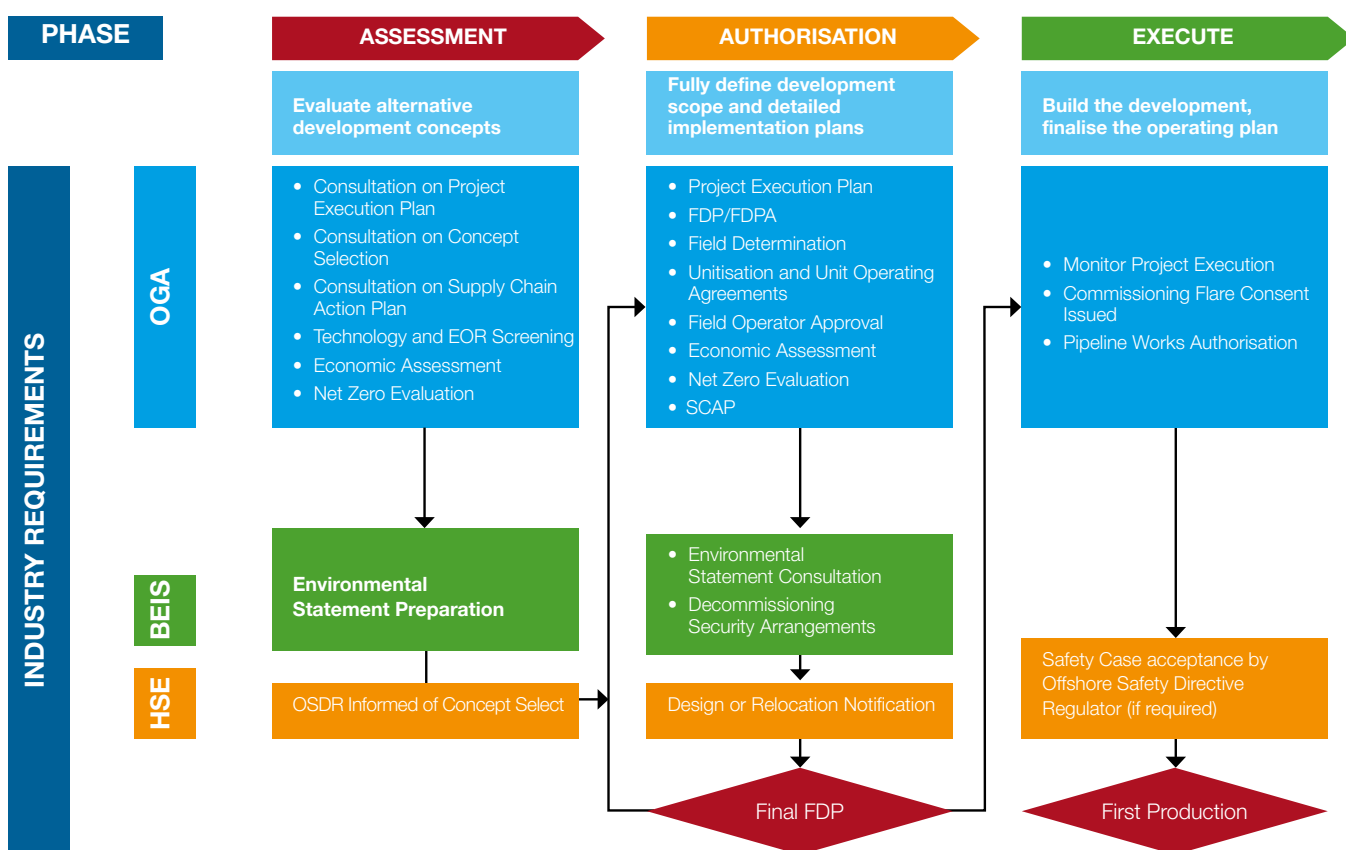 PHASE
ASSESSMENT
AUTHORISATION
EXECUTE
Evaluate alternative
development concepts
Fully define development
scope and detailed
implementation plans
Build the development,
finalise the operating plan
INDUSTRY REQUIREMENTS
OGA
• Consultation on Project
Execution Plan
• Consultation on Concept
Selection
• Consultation on Supply Chain
Action Plan
• Technology and EOR Screening
• Economic Assessment
• Net Zero Evaluation
• Project Execution Plan
• FDP/FDPA
• Field Determination
• Unitisation and Unit Operating
Agreements
• Field Operator Approval
• Economic Assessment
• Net Zero Evaluation
• SCAP
• Monitor Project Execution
• Commissioning Flare Consent
Issued
• Pipeline Works Authorisation
BEIS
Environmental
Statement Preparation
• Environmental
Statement Consultation
• Decommissioning
Security Arrangements
HSE
OSDR Informed of Concept Select
Design or Relocation Notification
Safety Case acceptance by
Offshore Safety Directive
Regulator (if required)
Final FDP
First Production